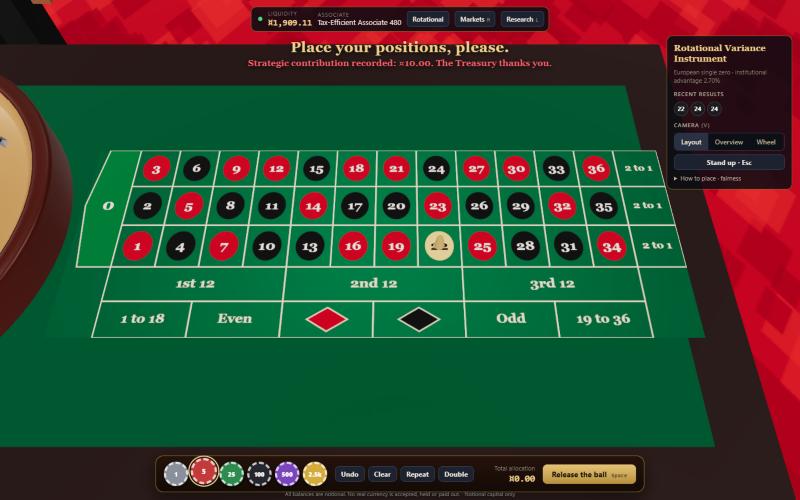 LIQUIDITY
¤1,909.11
ASSOCIATE
Tax-Efficient Associate 480
Rotational
Markets
Research
Place your positions, please.
Strategic contribution recorded: ¤10.00. The Treasury thanks you.
Rotational Variance Instrument
European single zero · institutional advantage 2.70%
RECENT RESULTS
22 24 24
CAMERA (V)
Layout Overview Wheel
Stand up · Esc
▸ How to place · fairness
3 6 9 12 15 18 21 24 27 30 33 36 2 to 1
0 2 5 8 11 14 17 20 23 26 29 32 35 2 to 1
1 4 7 10 13 16 19 25 28 31 34 2 to 1
1st 12 2nd 12 3rd 12
1 to 18 Even Odd 19 to 36
1 5 25 100 500 2.5k
Undo Clear Repeat Double
Total allocation
¤0.00
Release the ball Space
All balances are notional. No real currency is accepted, held or paid out. · Notional capital only